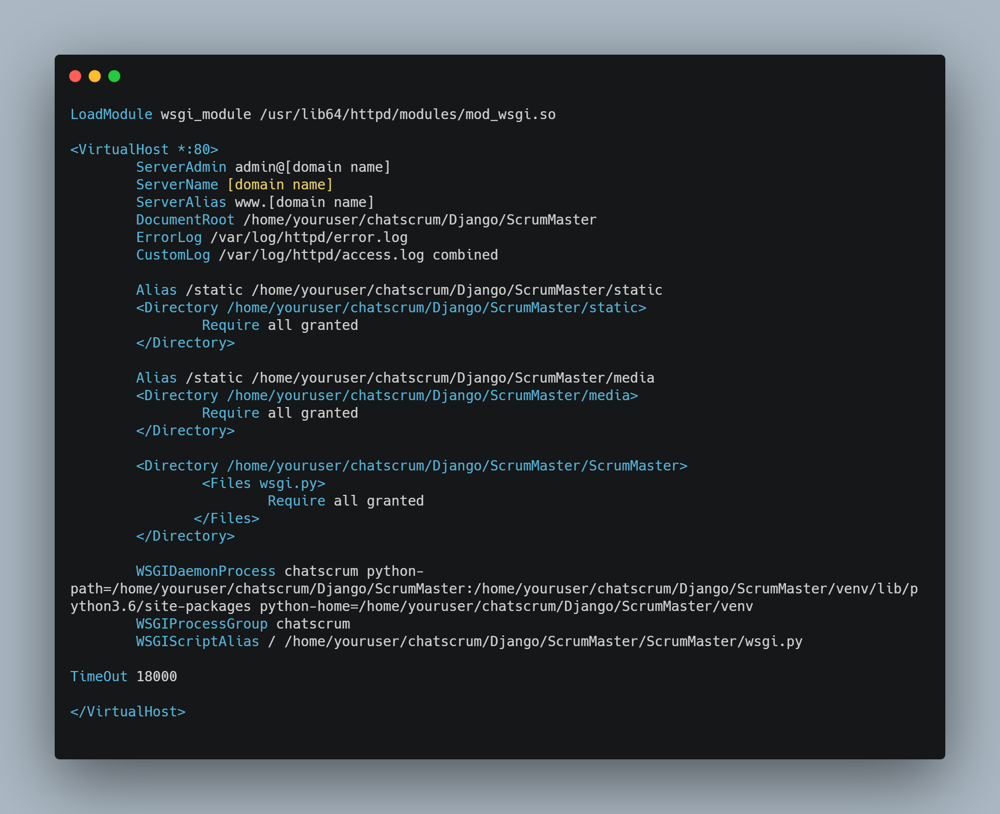 LoadModule wsgi_module /usr/lib64/httpd/modules/mod_wsgi.so
<VirtualHost *:80>
ServerAdmin admin@[domain name]
ServerName [domain name]
ServerAlias www.[domain name]
DocumentRoot /home/youruser/chatscrum/Django/ScrumMaster
ErrorLog /var/log/httpd/error.log
CustomLog /var/log/httpd/access.log combined
Alias /static /home/youruser/chatscrum/Django/ScrumMaster/static
<Directory /home/youruser/chatscrum/Django/ScrumMaster/static>
Require all granted
</Directory>
Alias /static /home/youruser/chatscrum/Django/ScrumMaster/media
<Directory /home/youruser/chatscrum/Django/ScrumMaster/media>
Require all granted
</Directory>
<Directory /home/youruser/chatscrum/Django/ScrumMaster/ScrumMaster>
<Files wsgi.py>
Require all granted
</Files>
</Directory>
WSGIDaemonProcess chatscrum python-
path=/home/youruser/chatscrum/Django/ScrumMaster:/home/youruser/chatscrum/Django/ScrumMaster/venv/lib/p
ython3.6/site-packages python-home=/home/youruser/chatscrum/Django/ScrumMaster/venv
WSGIProcessGroup chatscrum
WSGIScriptAlias / /home/youruser/chatscrum/Django/ScrumMaster/ScrumMaster/wsgi.py
TimeOut 18000
</VirtualHost>